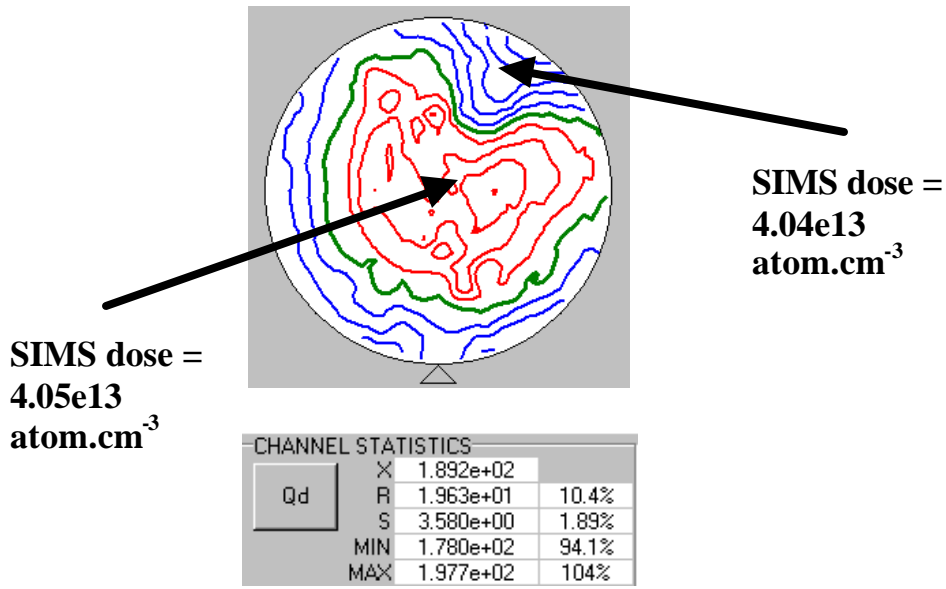 SIMS dose =
4.04e13
atom.cm⁻³
SIMS dose =
4.05e13
atom.cm⁻³
CHANNEL STATISTICS
Qd
X 1.892e+02
R 1.963e+01 10.4%
S 3.580e+00 1.89%
MIN 1.780e+02 94.1%
MAX 1.977e+02 104%